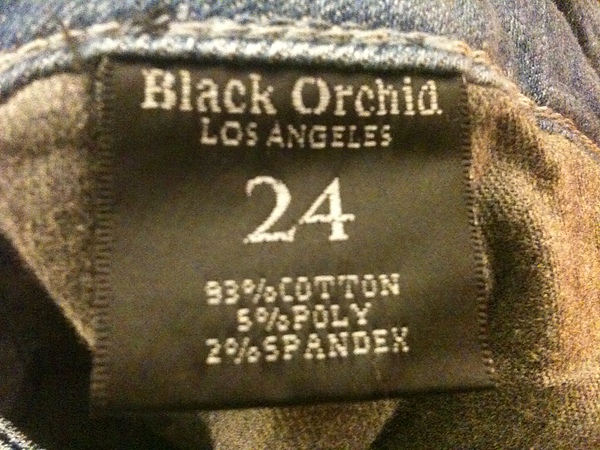 Black Orchid
LOS ANGELES
24
93%COTTON
5%POLY
2%SPANDEX